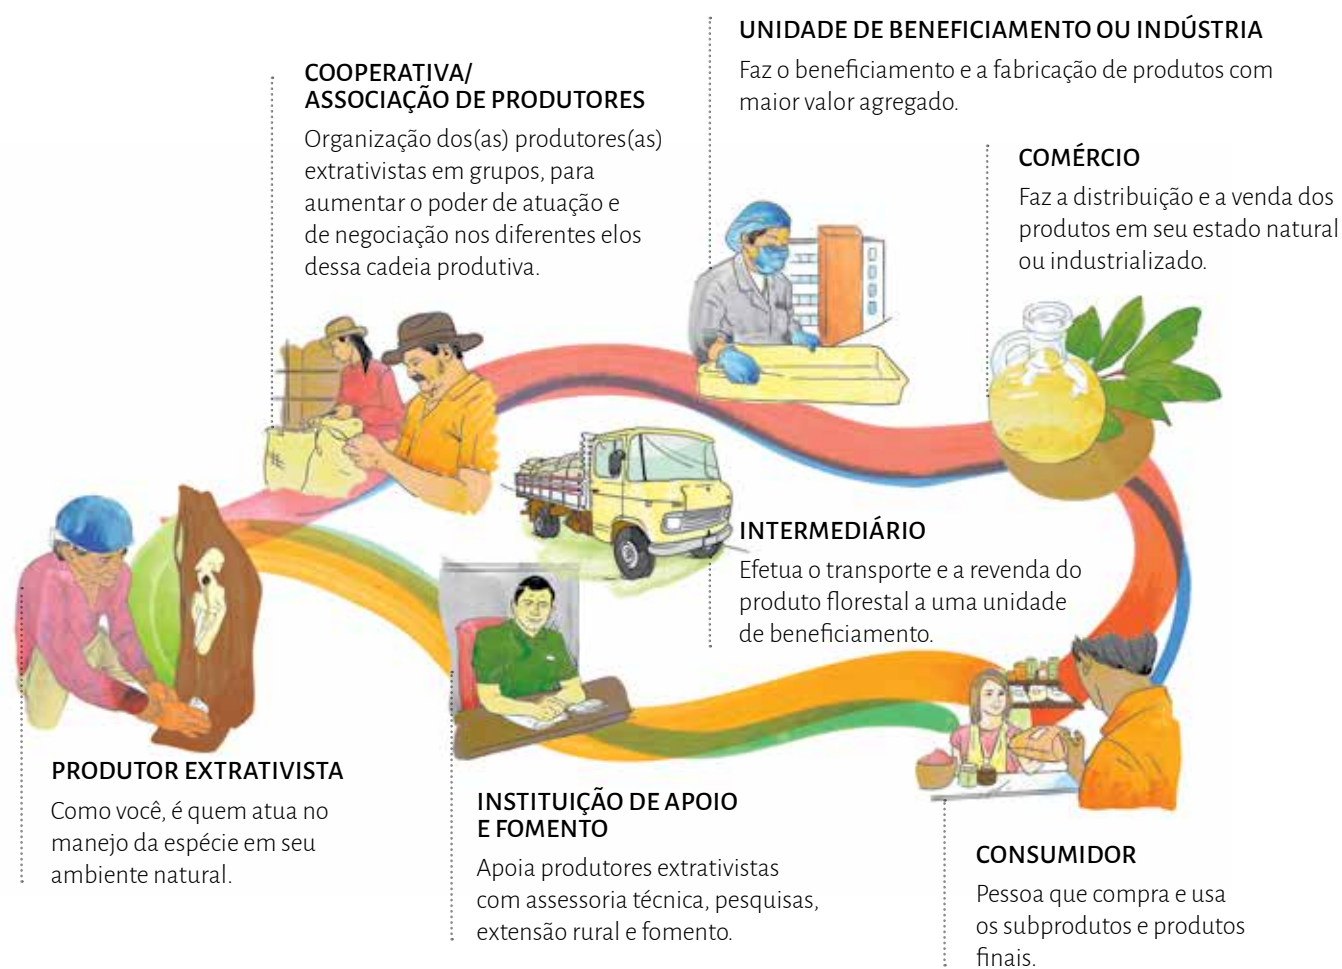 UNIDADE DE BENEFICIAMENTO OU INDÚSTRIA
Faz o beneficiamento e a fabricação de produtos com
maior valor agregado.
COOPERATIVA/
ASSOCIAÇÃO DE PRODUTORES
Organização dos(as) produtores(as)
extrativistas em grupos, para
aumentar o poder de atuação e
de negociação nos diferentes elos
dessa cadeia produtiva.
COMÉRCIO
Faz a distribuição e a venda dos
produtos em seu estado natural
ou industrializado.
INTERMEDIÁRIO
Efetua o transporte e a revenda do
produto florestal a uma unidade
de beneficiamento.
PRODUTOR EXTRATIVISTA
Como você, é quem atua no
manejo da espécie em seu
ambiente natural.
INSTITUIÇÃO DE APOIO
E FOMENTO
Apoia produtores extrativistas
com assessoria técnica, pesquisas,
extensão rural e fomento.
CONSUMIDOR
Pessoa que compra e usa
os subprodutos e produtos
finais.